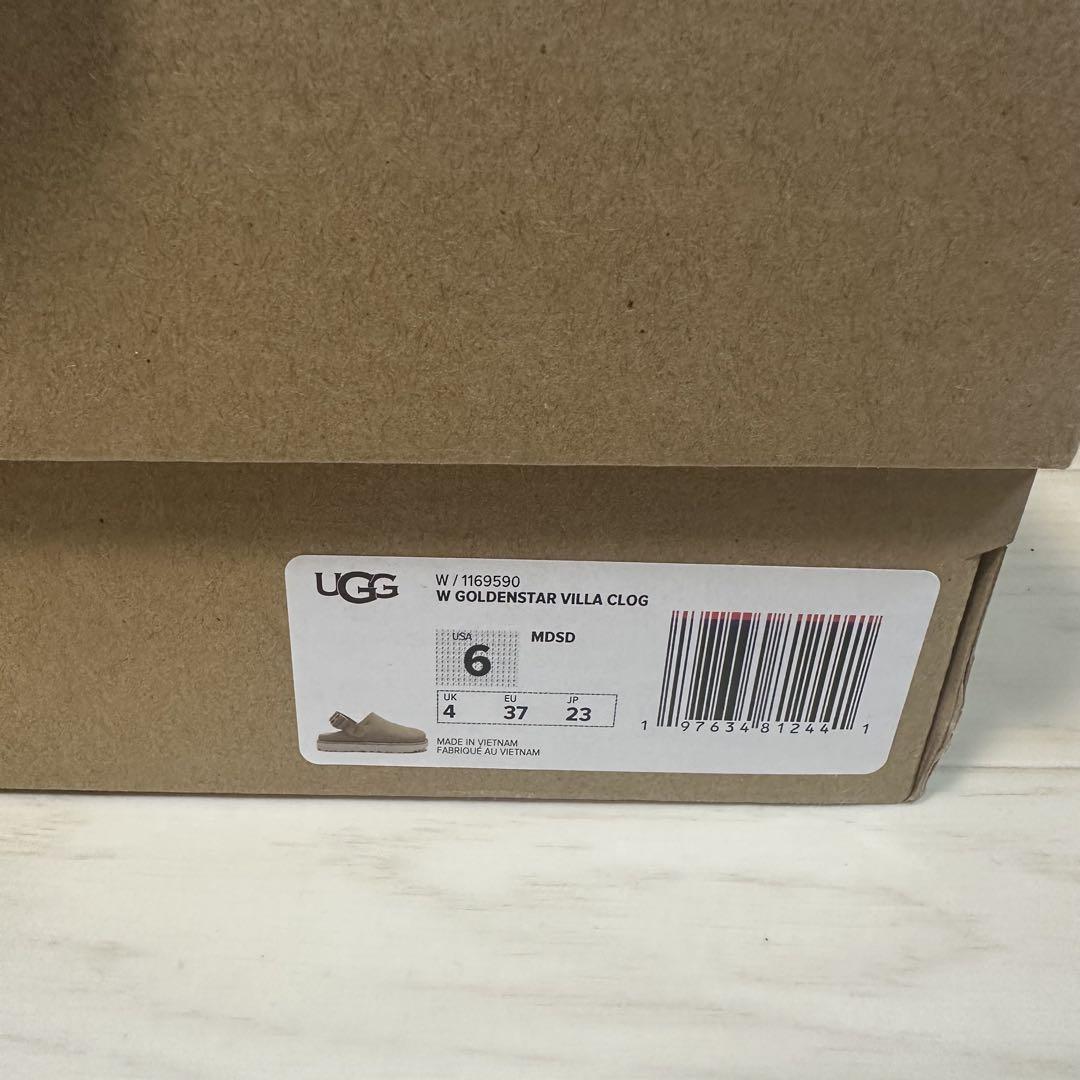 UGG
W / 1169590
W GOLDENSTAR VILLA CLOG
USA
6
MDSD
UK EU JP
4 37 23
MADE IN VIETNAM
FABRIQUÉ AU VIETNAM
1 97634 81244 1